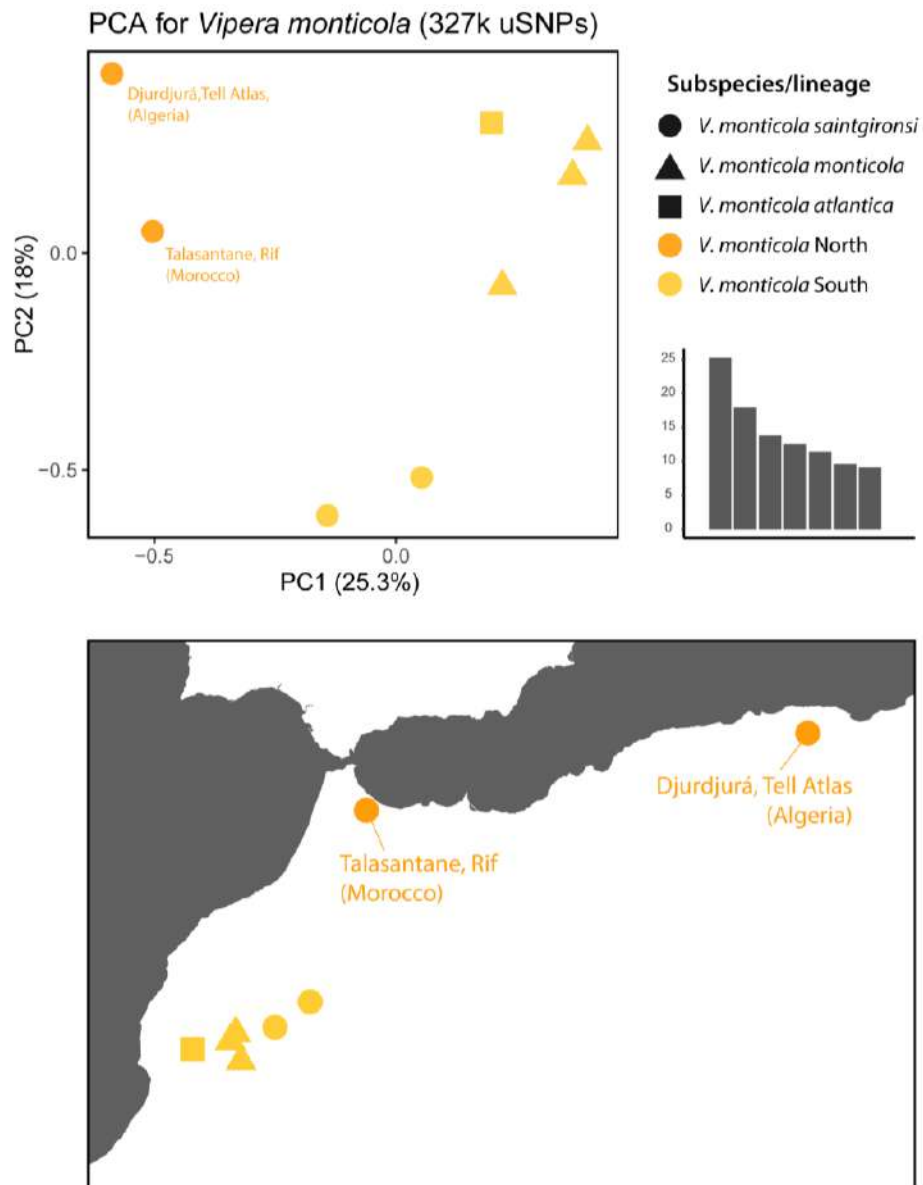 PCA for Vipera monticola (327k uSNPs)
Djurdjurá,Tell Atlas,
(Algeria)
Talasantane, Rif
(Morocco)
0.0
−0.5
PC2 (18%)
−0.5
0.0
PC1 (25.3%)
Subspecies/lineage
V. monticola saintgironsi
V. monticola monticola
V. monticola atlantica
V. monticola North
V. monticola South
25
20
15
10
5
0
Djurdjurá, Tell Atlas
(Algeria)
Talasantane, Rif
(Morocco)